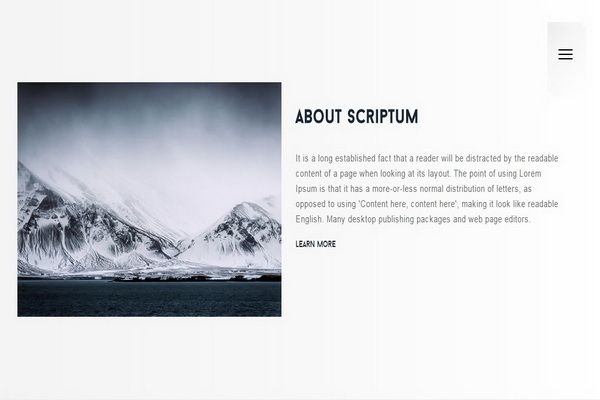 ABOUT SCRIPTUM
It is a long established fact that a reader will be distracted by the readable
content of a page when looking at its layout. The point of using Lorem
Ipsum is that it has a more-or-less normal distribution of letters, as
opposed to using 'Content here, content here', making it look like readable
English. Many desktop publishing packages and web page editors.
LEARN MORE